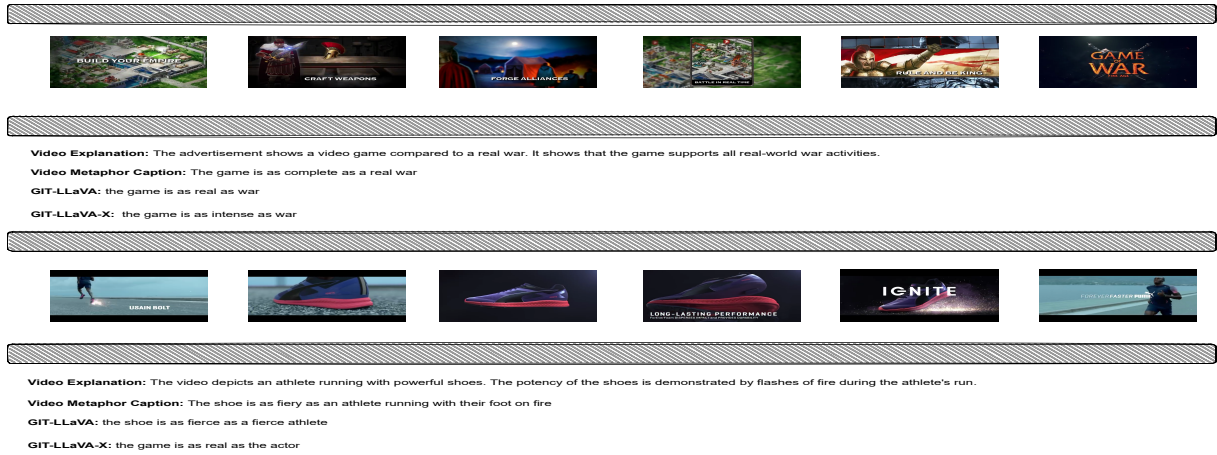 BUILD YOUR EMPIRE
CRAFT WEAPONS
FORGE ALLIANCES
BATTLE IN REAL TIME
RULE AND BE KING
GAME OF WAR
Video Explanation: The advertisement shows a video game compared to a real war. It shows that the game supports all real-world war activities.
Video Metaphor Caption: The game is as complete as a real war
GIT-LLaVA: the game is as real as war
GIT-LLaVA-X: the game is as intense as war
USAIN BOLT
LONG-LASTING PERFORMANCE
IGNITE
FOREVER FASTER
Video Explanation: The video depicts an athlete running with powerful shoes. The potency of the shoes is demonstrated by flashes of fire during the athlete's run.
Video Metaphor Caption: The shoe is as fiery as an athlete running with their foot on fire
GIT-LLaVA: the shoe is as fierce as a fierce athlete
GIT-LLaVA-X: the game is as real as the actor